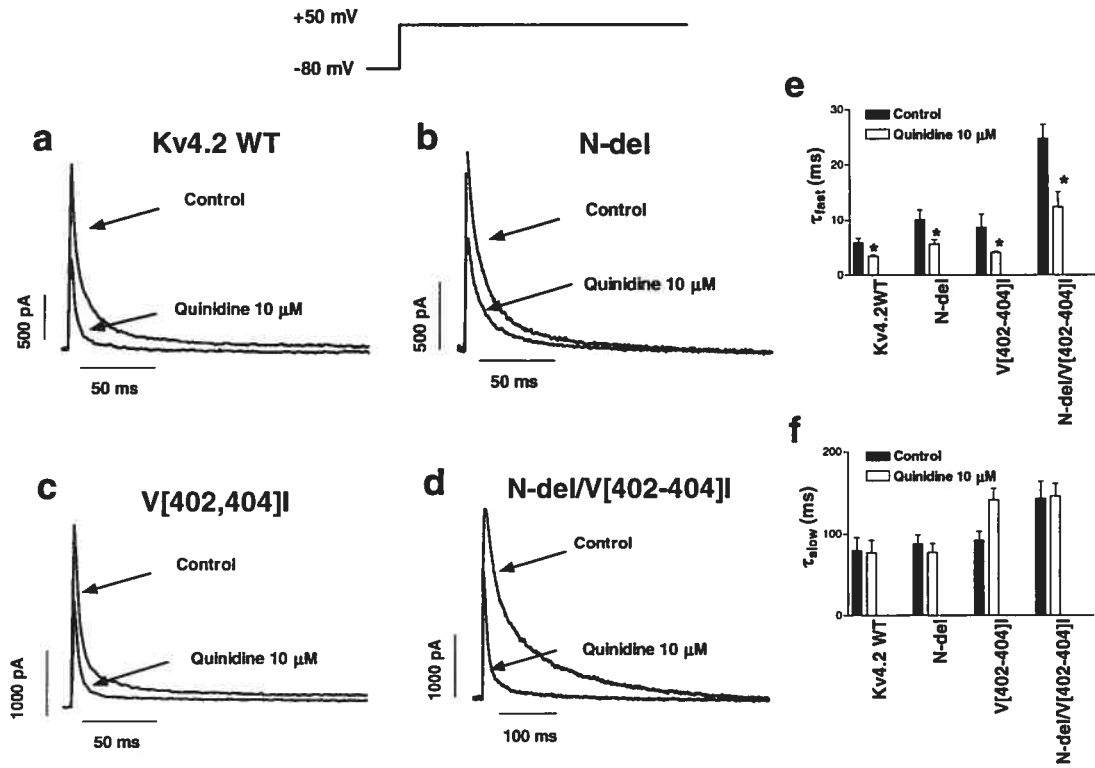 +50 mV
-80 mV
a
Kv4.2 WT
Control
Quinidine 10 µM
500 pA
50 ms
b
N-del
Control
Quinidine 10 µM
500 pA
50 ms
c
V[402,404]I
Control
Quinidine 10 µM
1000 pA
50 ms
d
N-del/V[402-404]I
Control
Quinidine 10 µM
1000 pA
100 ms
e
Control
Quinidine 10 µM
τfast (ms)
30
20
10
0
*
*
*
*
Kv4.2WT
N-del
V[402-404]I
N-del/V[402-404]I
f
Control
Quinidine 10 µM
τslow (ms)
200
100
0
Kv4.2 WT
N-del
V[402-404]I
N-del/V[402-404]I